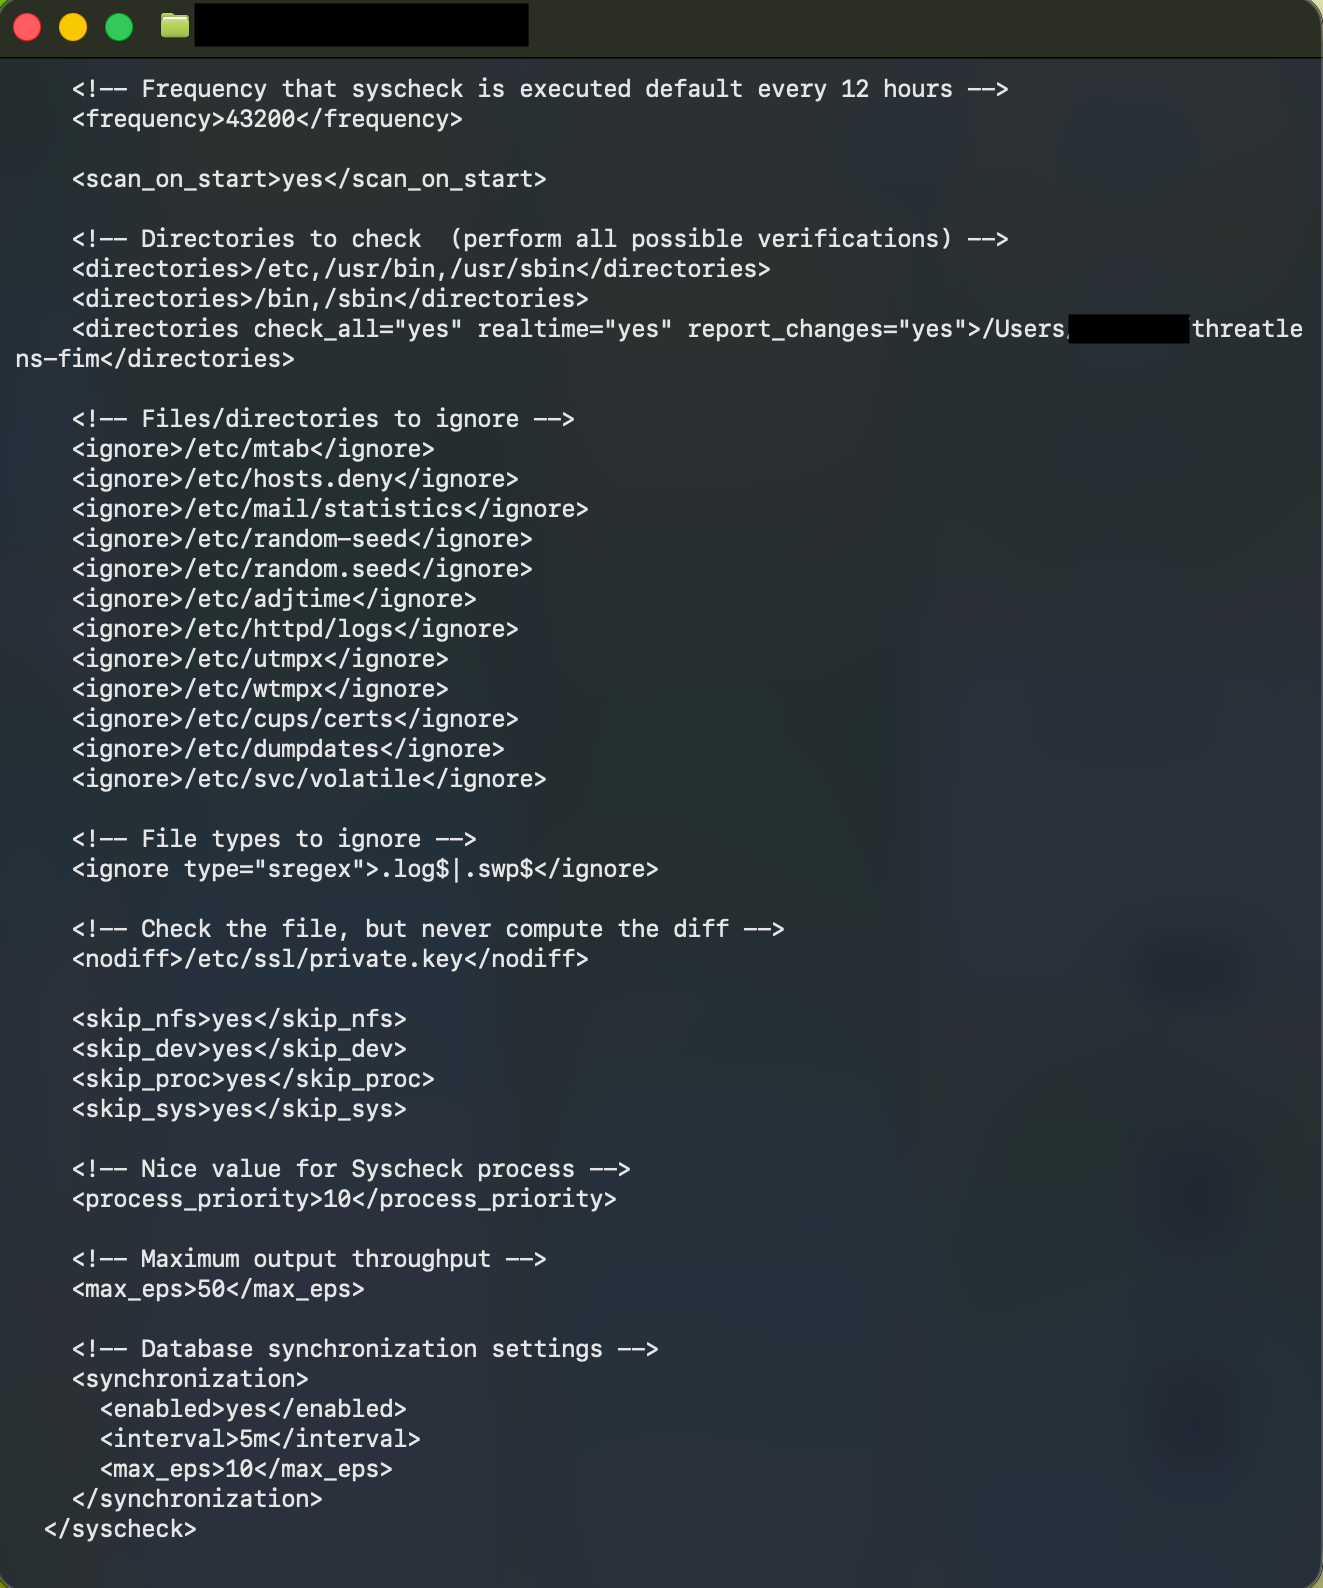 <!-- Frequency that syscheck is executed default every 12 hours -->
<frequency>43200</frequency>
<scan_on_start>yes</scan_on_start>
<!-- Directories to check  (perform all possible verifications) -->
<directories>/etc,/usr/bin,/usr/sbin</directories>
<directories>/bin,/sbin</directories>
<directories check_all="yes" realtime="yes" report_changes="yes">/Users/ threatle
ns-fim</directories>
<!-- Files/directories to ignore -->
<ignore>/etc/mtab</ignore>
<ignore>/etc/hosts.deny</ignore>
<ignore>/etc/mail/statistics</ignore>
<ignore>/etc/random-seed</ignore>
<ignore>/etc/random.seed</ignore>
<ignore>/etc/adjtime</ignore>
<ignore>/etc/httpd/logs</ignore>
<ignore>/etc/utmpx</ignore>
<ignore>/etc/wtmpx</ignore>
<ignore>/etc/cups/certs</ignore>
<ignore>/etc/dumpdates</ignore>
<ignore>/etc/svc/volatile</ignore>
<!-- File types to ignore -->
<ignore type="sregex">.log$|.swp$</ignore>
<!-- Check the file, but never compute the diff -->
<nodiff>/etc/ssl/private.key</nodiff>
<skip_nfs>yes</skip_nfs>
<skip_dev>yes</skip_dev>
<skip_proc>yes</skip_proc>
<skip_sys>yes</skip_sys>
<!-- Nice value for Syscheck process -->
<process_priority>10</process_priority>
<!-- Maximum output throughput -->
<max_eps>50</max_eps>
<!-- Database synchronization settings -->
<synchronization>
<enabled>yes</enabled>
<interval>5m</interval>
<max_eps>10</max_eps>
</synchronization>
</syscheck>